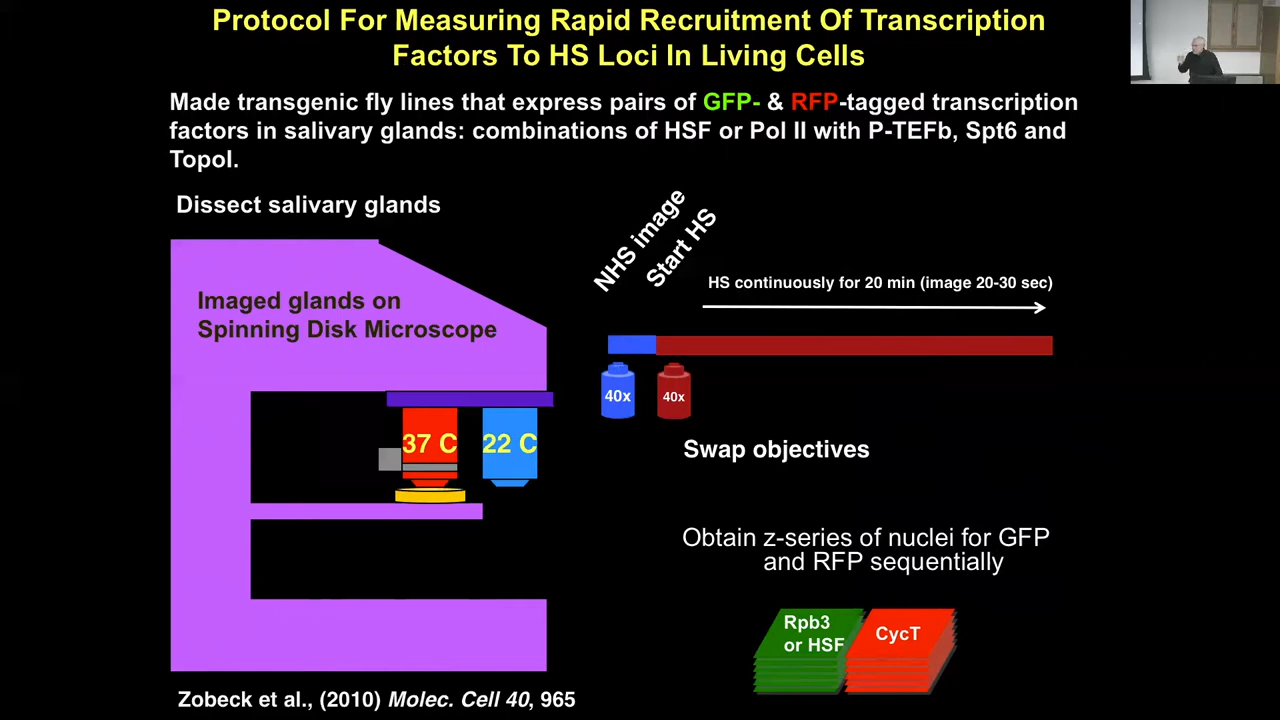 Protocol For Measuring Rapid Recruitment Of Transcription
Factors To HS Loci In Living Cells
Made transgenic fly lines that express pairs of GFP- & RFP-tagged transcription
factors in salivary glands: combinations of HSF or Pol II with P-TEFb, Spt6 and
TopoI.
Dissect salivary glands
Imaged glands on
Spinning Disk Microscope
37 C
22 C
NHS image
Start HS
HS continuously for 20 min (image 20-30 sec)
40x
40x
Swap objectives
Obtain z-series of nuclei for GFP
and RFP sequentially
Rpb3
or HSF
CycT
Zobeck et al., (2010) Molec. Cell 40, 965